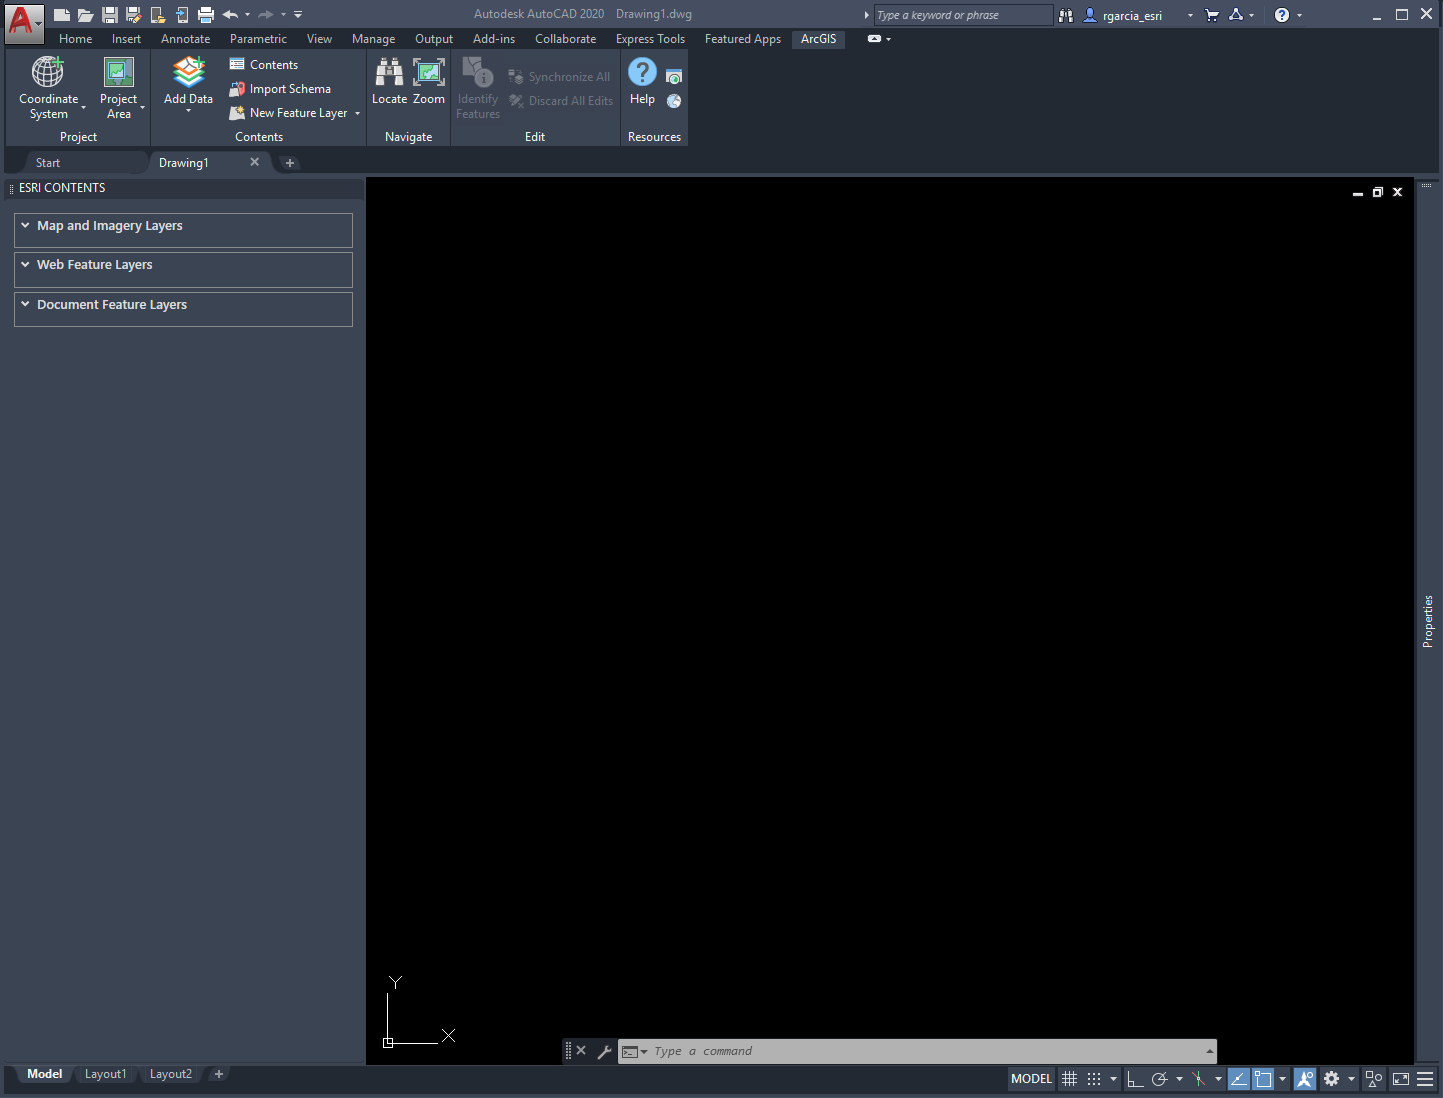 Autodesk AutoCAD 2020 Drawing1.dwg
Type a keyword or phrase
rgarcia_esri
Home Insert Annotate Parametric View Manage Output Add-ins Collaborate Express Tools Featured Apps ArcGIS
Coordinate System
Project Area
Project
Add Data
Contents
Import Schema
New Feature Layer
Contents
Locate
Zoom
Navigate
Identify Features
Synchronize All
Discard All Edits
Edit
Help
Resources
Start
Drawing1
ESRI CONTENTS
Map and Imagery Layers
Web Feature Layers
Document Feature Layers
Properties
Y
X
Type a command
Model Layout1 Layout2
MODEL